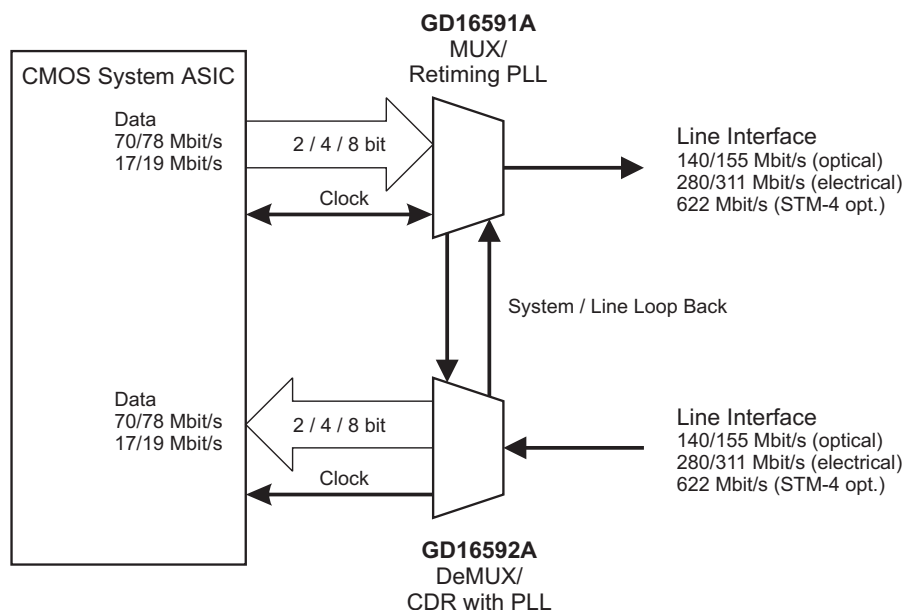 GD16591A
MUX/
Retiming PLL
CMOS System ASIC
Data
70/78 Mbit/s
17/19 Mbit/s
2 / 4 / 8 bit
Clock
Line Interface
140/155 Mbit/s (optical)
280/311 Mbit/s (electrical)
622 Mbit/s (STM-4 opt.)
System / Line Loop Back
Data
70/78 Mbit/s
17/19 Mbit/s
2 / 4 / 8 bit
Clock
Line Interface
140/155 Mbit/s (optical)
280/311 Mbit/s (electrical)
622 Mbit/s (STM-4 opt.)
GD16592A
DeMUX/
CDR with PLL